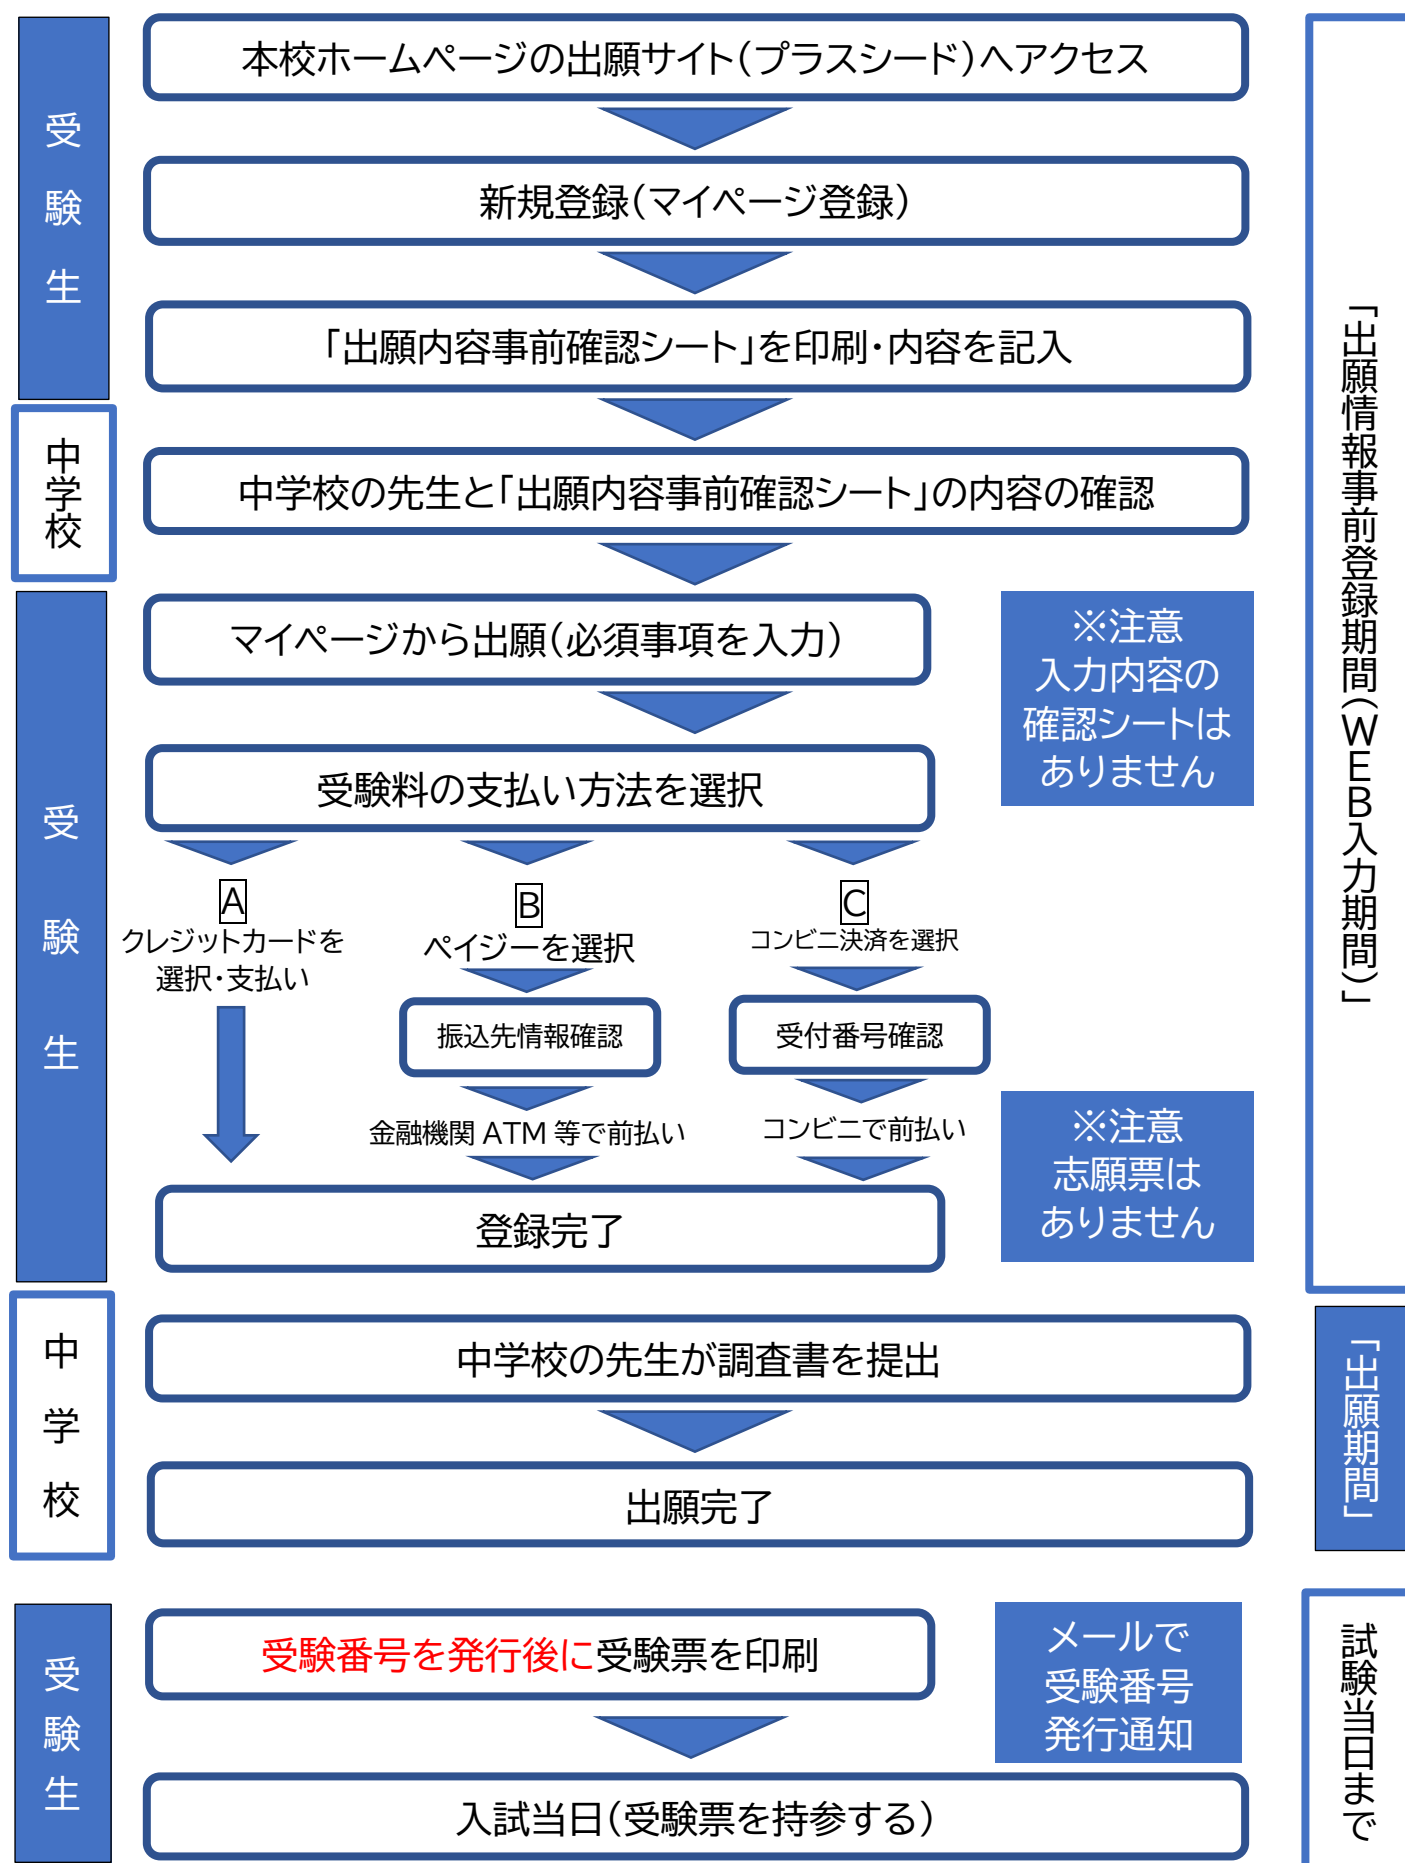 受験生
本校ホームページの出願サイト(プラスシード)へアクセス
新規登録(マイページ登録)
「出願内容事前確認シート」を印刷・内容を記入
中学校
中学校の先生と「出願内容事前確認シート」の内容の確認
「出願情報事前登録期間(WEB入力期間)」
受験生
マイページから出願(必須事項を入力)
※注意
入力内容の
確認シートは
ありません
受験料の支払い方法を選択
A
クレジットカードを
選択・支払い
B
ペイジーを選択
振込先情報確認
金融機関 ATM 等で前払い
C
コンビニ決済を選択
受付番号確認
コンビニで前払い
※注意
志願票は
ありません
登録完了
中学校
中学校の先生が調査書を提出
出願完了
「出願期間」
受験生
受験番号を発行後に受験票を印刷
メールで
受験番号
発行通知
入試当日(受験票を持参する)
試験当日まで